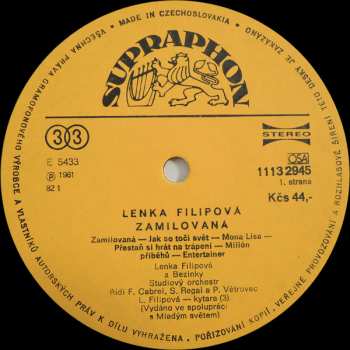 MADE IN CZECHOSLOVAKIA • VŠECHNA PRÁVA GRAMOFONOVÉHO VÝROBCE A VLASTNÍKŮ AUTORSKÝCH PRÁV K DÍLU VYHRAŽENA. POŘIZOVÁNÍ KOPIÍ, VEŘEJNÉ PROVOZOVÁNÍ A ROZHLASOVÉ ŠÍŘENÍ TÉTO DESKY JE ZAKÁZÁNO
SUPRAPHON
33
E 5433
Ⓟ 1981
82 1
STEREO
OSA
1113 2945
1. strana
Kčs 44,-
LENKA FILIPOVÁ
ZAMILOVANÁ
Zamilovaná — Jak se točí svět — Mona Lisa —
Přestaň si hrát na trápení — Milión
příběhů — Entertainer
Lenka Filipová
a Bezinky
Studiový orchestr
Řídí F. Cabrel, S. Regal a P. Větrovec
L. Filipová — kytara (3)
(Vydáno ve spolupráci
s Mladým světem)